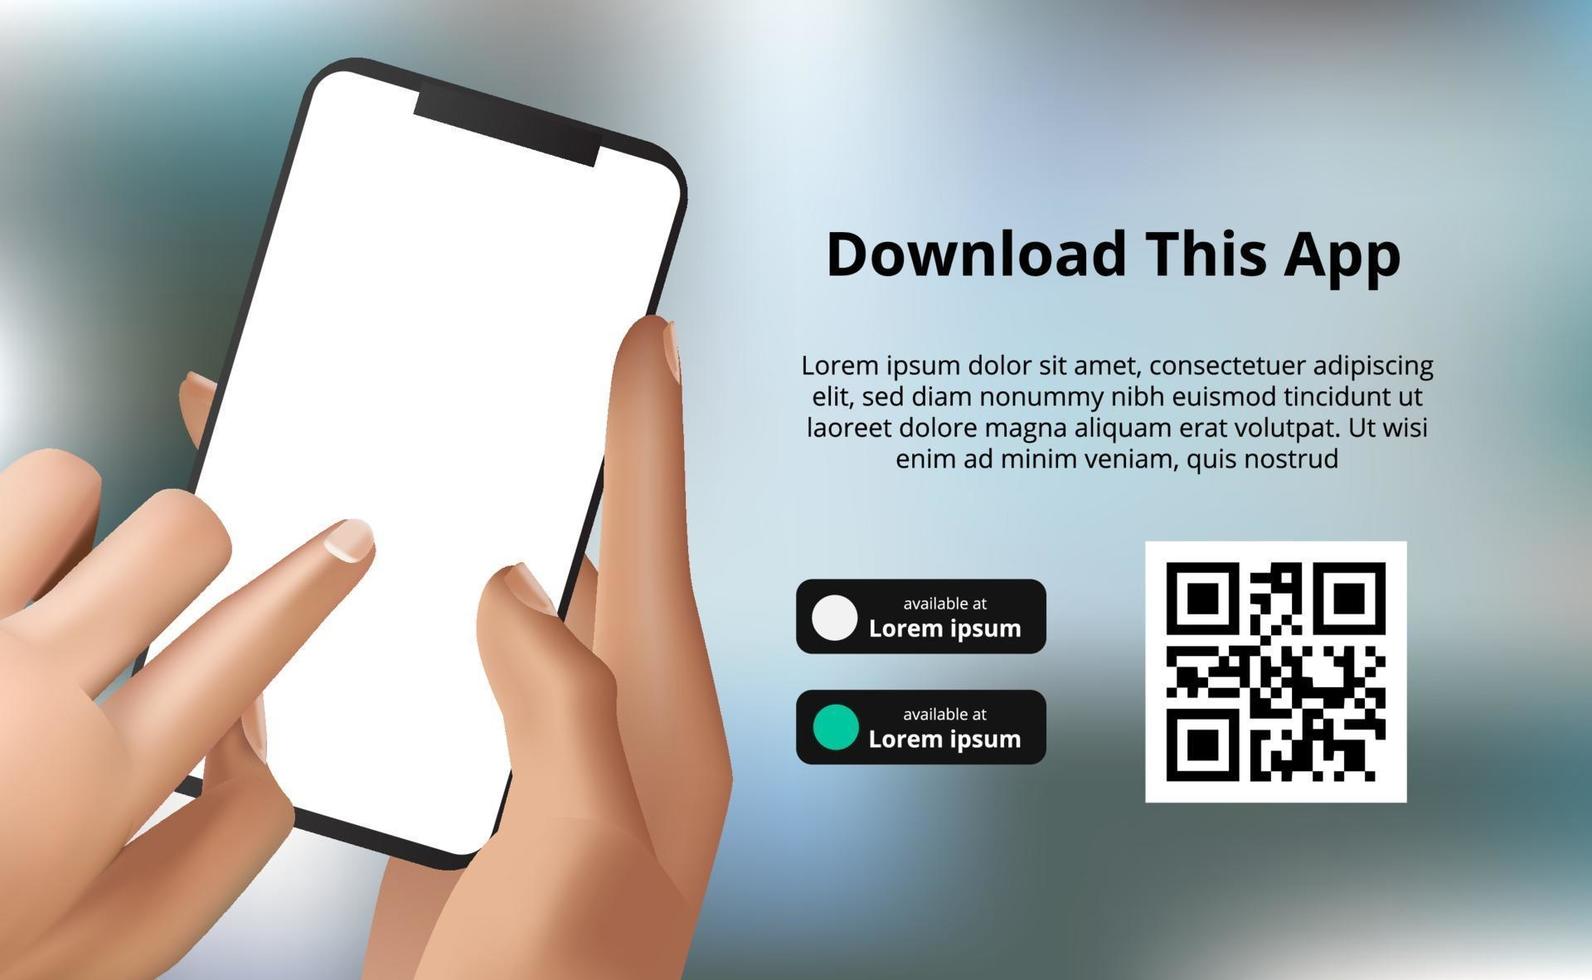 Download This App
Lorem ipsum dolor sit amet, consectetuer adipiscing
elit, sed diam nonummy nibh euismod tincidunt ut
laoreet dolore magna aliquam erat volutpat. Ut wisi
enim ad minim veniam, quis nostrud
available at
Lorem ipsum
available at
Lorem ipsum